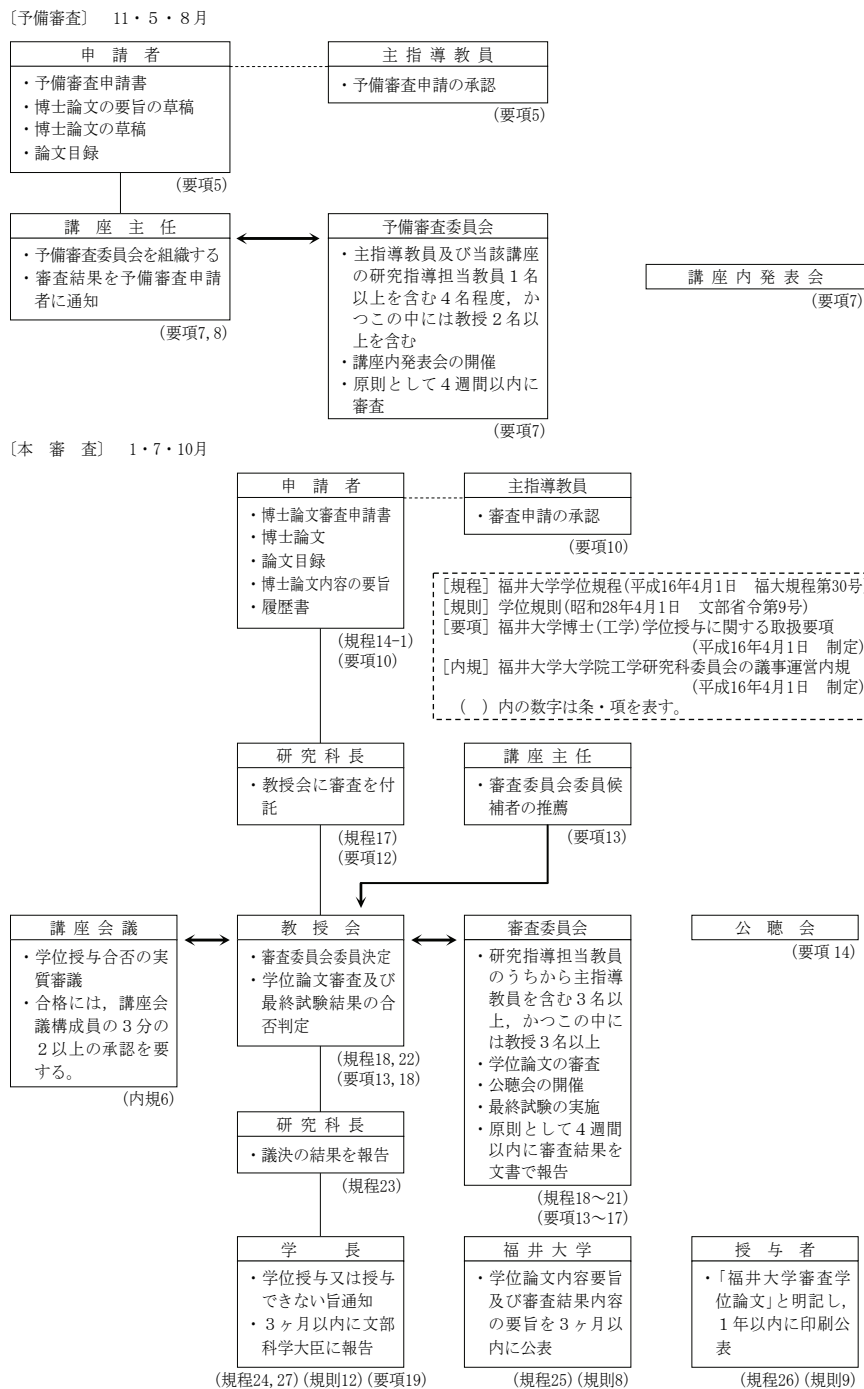 〔予備審査〕 11・5・8月
申請者
・予備審査申請書
・博士論文の要旨の草稿
・博士論文の草稿
・論文目録
(要項5)
主指導教員
・予備審査申請の承認
(要項5)
講座主任
・予備審査委員会を組織する
・審査結果を予備審査申請
者に通知
(要項7,8)
予備審査委員会
・主指導教員及び当該講座
の研究指導担当教員１名
以上を含む４名程度，か
つこの中には教授２名以
上を含む
・講座内発表会の開催
・原則として４週間以内に
審査
(要項7)
講座内発表会
(要項7)
〔本 審 査〕 1・7・10月
申請者
・博士論文審査申請書
・博士論文
・論文目録
・博士論文内容の要旨
・履歴書
(規程14-1)
(要項10)
主指導教員
・審査申請の承認
(要項10)
[規程] 福井大学学位規程(平成16年4月1日 福大規程第30号)
[規則] 学位規則(昭和28年4月1日 文部省令第9号)
[要項] 福井大学博士(工学)学位授与に関する取扱要項
(平成16年4月1日 制定)
[内規] 福井大学大学院工学研究科委員会の議事運営内規
(平成16年4月1日 制定)
( )内の数字は条・項を表す。
研究科長
・教授会に審査を付
託
(規程17)
(要項12)
講座主任
・審査委員会委員候
補者の推薦
(要項13)
講座会議
・学位授与合否の実
質審議
・合格には，講座会
議構成員の３分の
２以上の承認を要
する。
(内規6)
教授会
・審査委員会委員決定
・学位論文審査及び
最終試験結果の合
否判定
(規程18,22)
(要項13,18)
審査委員会
・研究指導担当教員
のうちから主指導
教員を含む３名以
上，かつこの中に
は教授３名以上
・学位論文の審査
・公聴会の開催
・最終試験の実施
・原則として４週間
以内に審査結果を
文書で報告
(規程18～21)
(要項13～17)
公聴会
(要項 14)
研究科長
・議決の結果を報告
(規程23)
学長
・学位授与又は授与
できない旨通知
・３ヶ月以内に文部
科学大臣に報告
(規程24,27)(規則12)(要項19)
福井大学
・学位論文内容要旨
及び審査結果内容
の要旨を３ヶ月以
内に公表
(規程25)(規則8)
授与者
・「福井大学審査学
位論文」と明記し，
１年以内に印刷公
表
(規程26)(規則9)